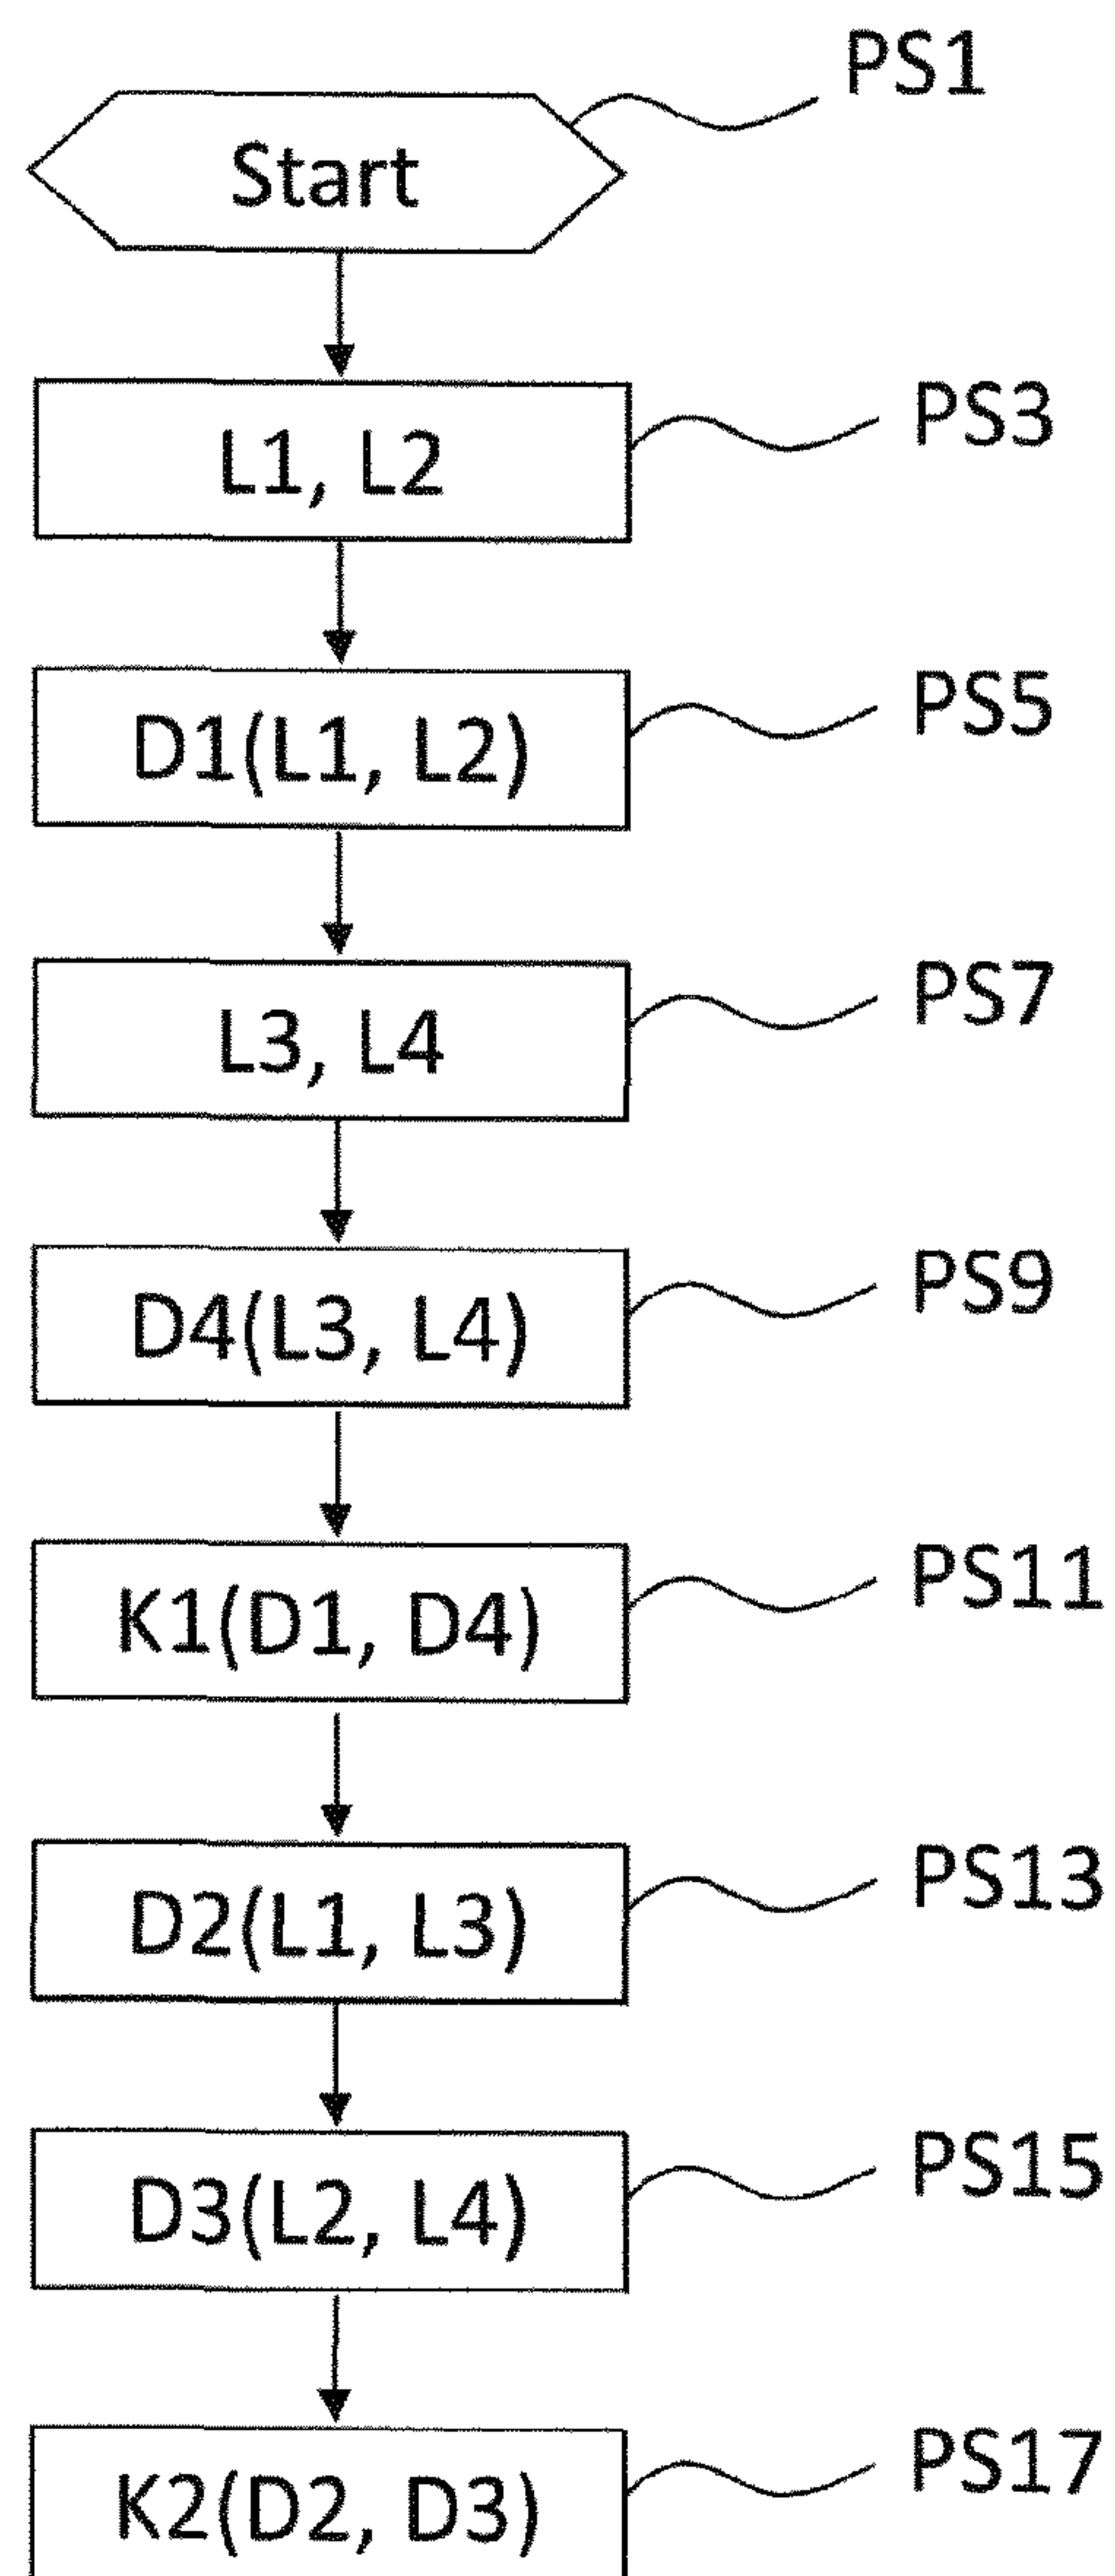 PS1
Start
L1, L2
PS3
D1(L1, L2)
PS5
L3, L4
PS7
D4(L3, L4)
PS9
K1(D1, D4)
PS11
D2(L1, L3)
PS13
D3(L2, L4)
PS15
K2(D2, D3)
PS17